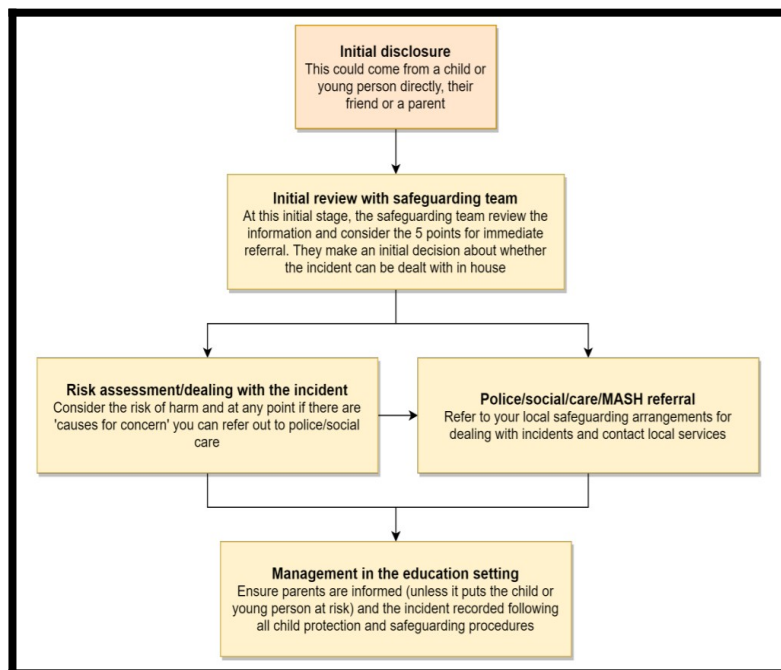 Initial disclosure
This could come from a child or
young person directly, their
friend or a parent
Initial review with safeguarding team
At this initial stage, the safeguarding team review the
information and consider the 5 points for immediate
referral. They make an initial decision about whether
the incident can be dealt with in house
Risk assessment/dealing with the incident
Consider the risk of harm and at any point if there are
'causes for concern' you can refer out to police/social
care
Police/social/care/MASH referral
Refer to your local safeguarding arrangements for
dealing with incidents and contact local services
Management in the education setting
Ensure parents are informed (unless it puts the child or
young person at risk) and the incident recorded following
all child protection and safeguarding procedures